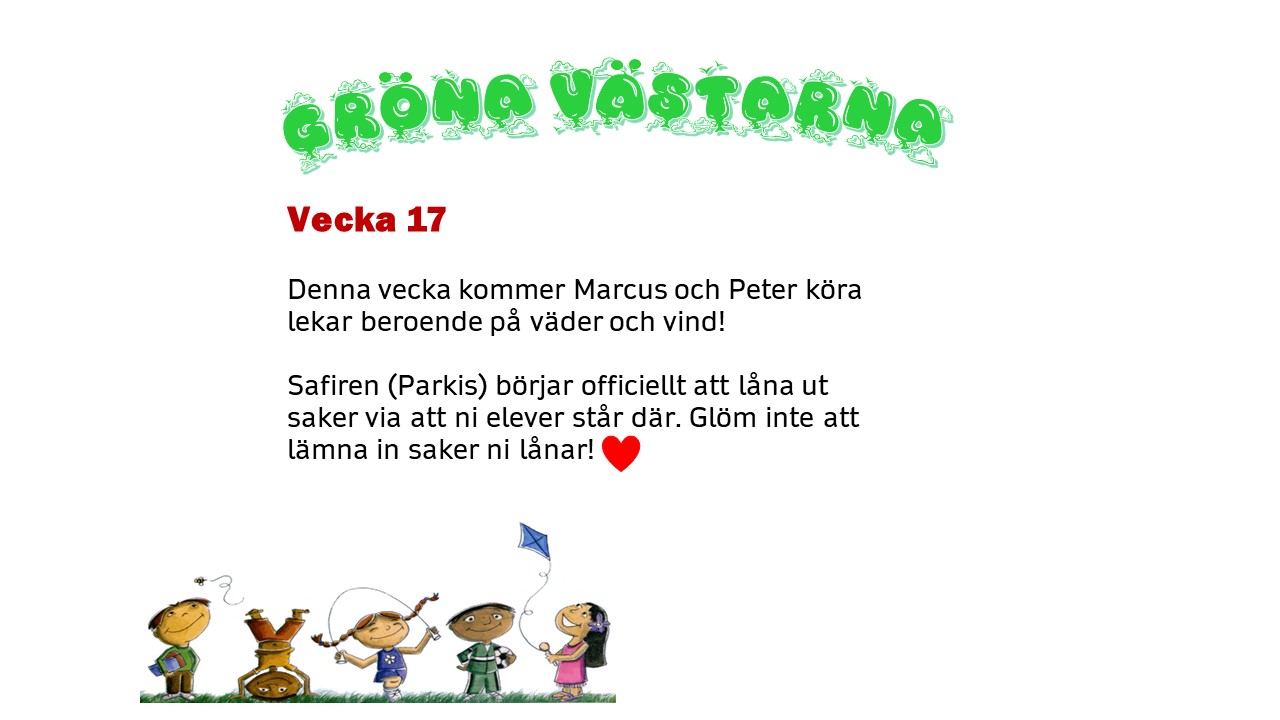 GRÖNA VÄSTARNA
Vecka 17
Denna vecka kommer Marcus och Peter köra
lekar beroende på väder och vind!
Safiren (Parkis) börjar officiellt att låna ut
saker via att ni elever står där. Glöm inte att
lämna in saker ni lånar!